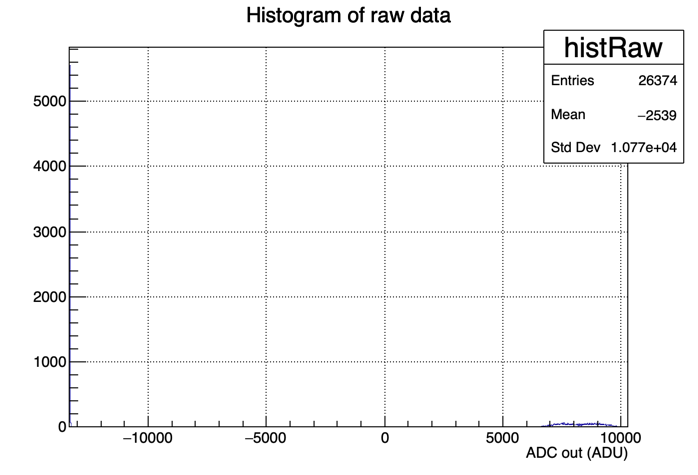 Histogram of raw data
histRaw
Entries 26374
Mean −2539
Std Dev 1.077e+04
5000
4000
3000
2000
1000
0
−10000 −5000 0 5000 10000
ADC out (ADU)